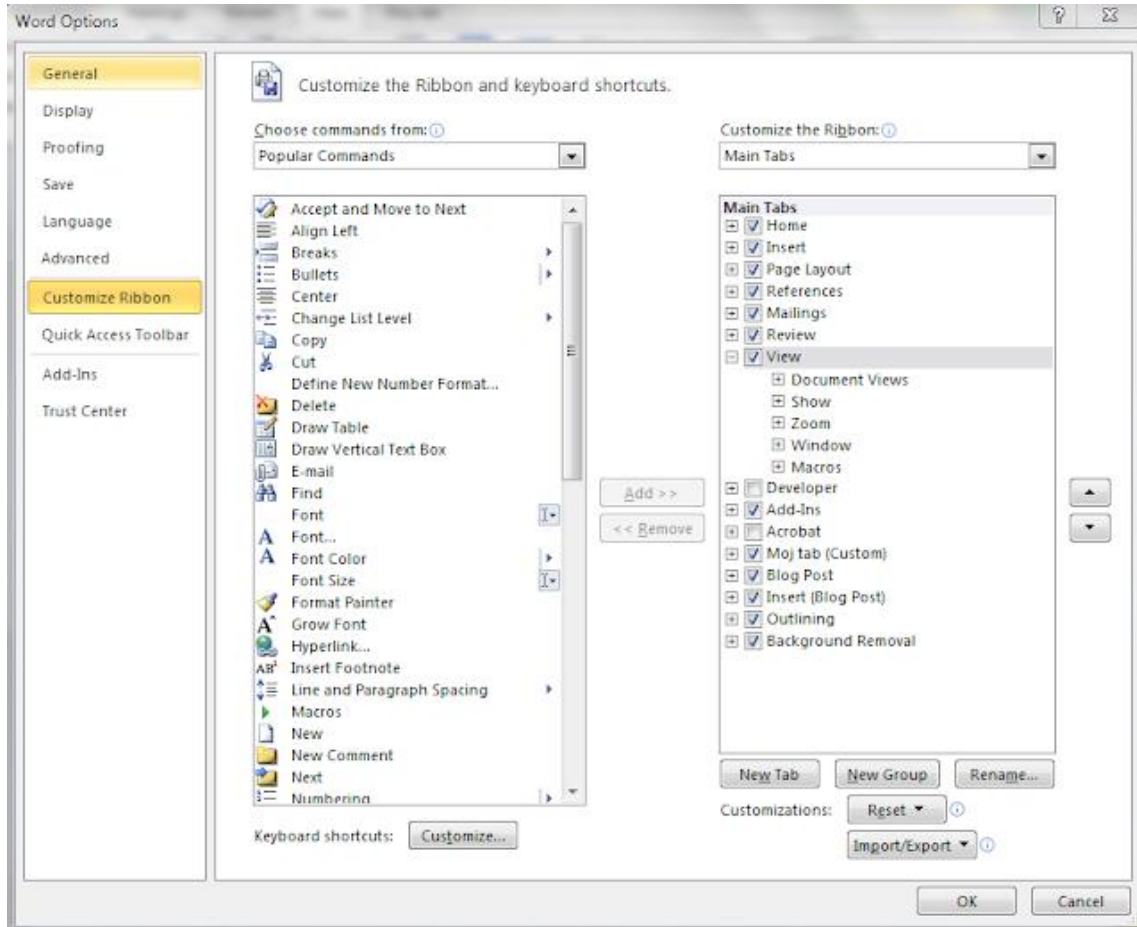 Word Options
General
Display
Proofing
Save
Language
Advanced
Customize Ribbon
Quick Access Toolbar
Add-Ins
Trust Center
Customize the Ribbon and keyboard shortcuts.
Choose commands from:
Popular Commands
Accept and Move to Next
Align Left
Breaks
Bullets
Center
Change List Level
Copy
Cut
Define New Number Format...
Delete
Draw Table
Draw Vertical Text Box
E-mail
Find
Font
Font...
Font Color
Font Size
Format Painter
Grow Font
Hyperlink...
Insert Footnote
Line and Paragraph Spacing
Macros
New
New Comment
Next
Numbering
Keyboard shortcuts: Customize...
Add >>
<< Remove
Customize the Ribbon:
Main Tabs
Main Tabs
Home
Insert
Page Layout
References
Mailings
Review
View
Document Views
Show
Zoom
Window
Macros
Developer
Add-Ins
Acrobat
Moj tab (Custom)
Blog Post
Insert (Blog Post)
Outlining
Background Removal
New Tab New Group Rename...
Customizations: Reset
Import/Export
OK Cancel